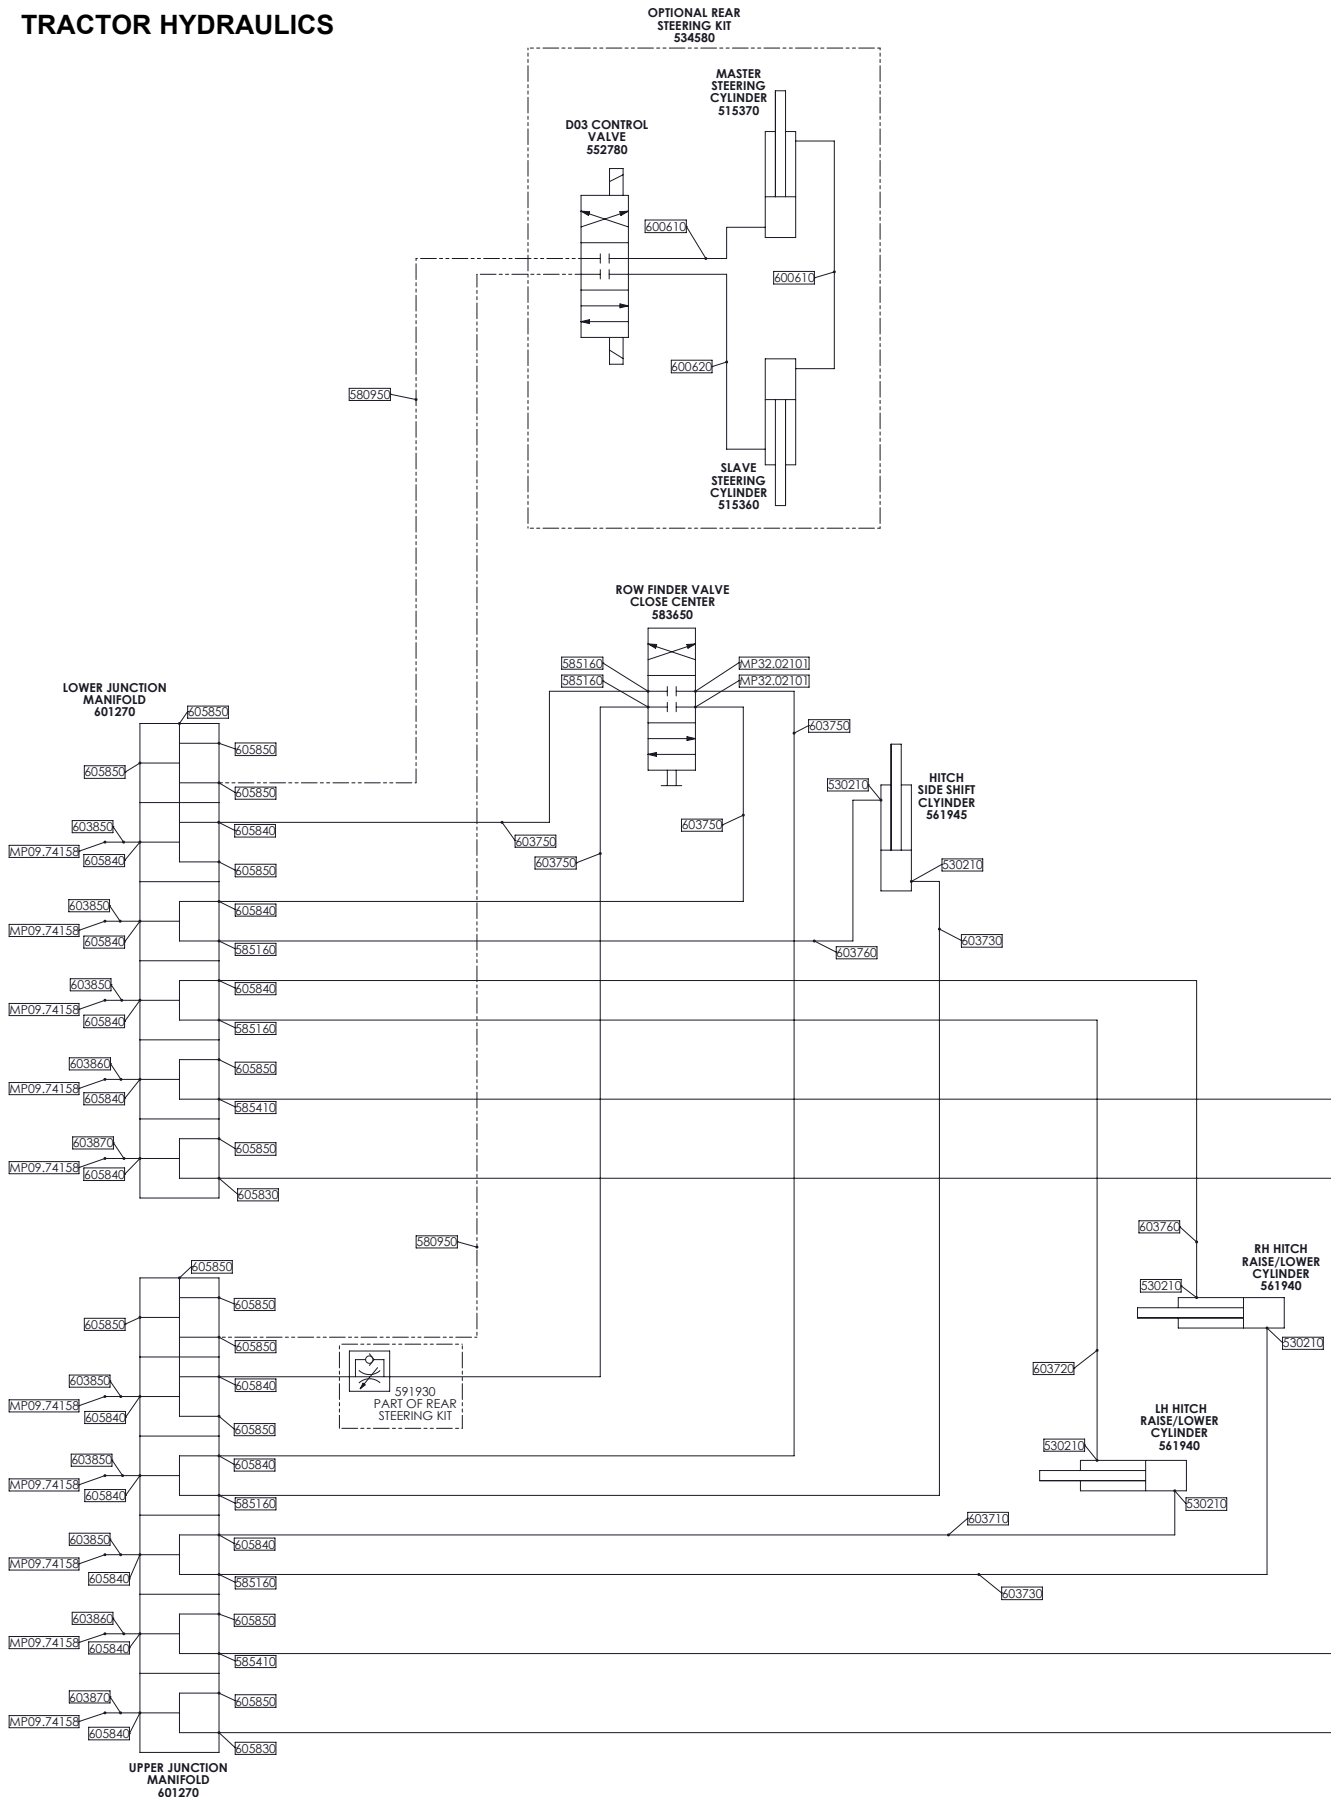 TRACTOR HYDRAULICS
OPTIONAL REAR
STEERING KIT
534580
MASTER
STEERING
CYLINDER
515370
D03 CONTROL
VALVE
552780
600610
600610
600620
580950
SLAVE
STEERING
CYLINDER
515360
ROW FINDER VALVE
CLOSE CENTER
583650
585160
MP32.02101
585160
MP32.02101
LOWER JUNCTION
MANIFOLD
601270
605850
603750
605850
605850
605850
HITCH
SIDE SHIFT
CLYINDER
561945
530210
603850
605840
603750
603750
603750
MP09.74158
605840
605850
530210
603850
605840
MP09.74158
605840
585160
603760
603730
603850
605840
MP09.74158
605840
585160
603860
605850
MP09.74158
605840
585410
603870
605850
MP09.74158
605840
605830
603760
580950
RH HITCH
RAISE/LOWER
CYLINDER
561940
605850
530210
605850
605850
605850
530210
603850
605840
591930
PART OF REAR
STEERING KIT
603720
MP09.74158
605840
605850
LH HITCH
RAISE/LOWER
CYLINDER
561940
530210
603850
605840
MP09.74158
605840
585160
530210
603710
603850
605840
MP09.74158
605840
585160
603730
603860
605850
MP09.74158
605840
585410
603870
605850
MP09.74158
605840
605830
UPPER JUNCTION
MANIFOLD
601270